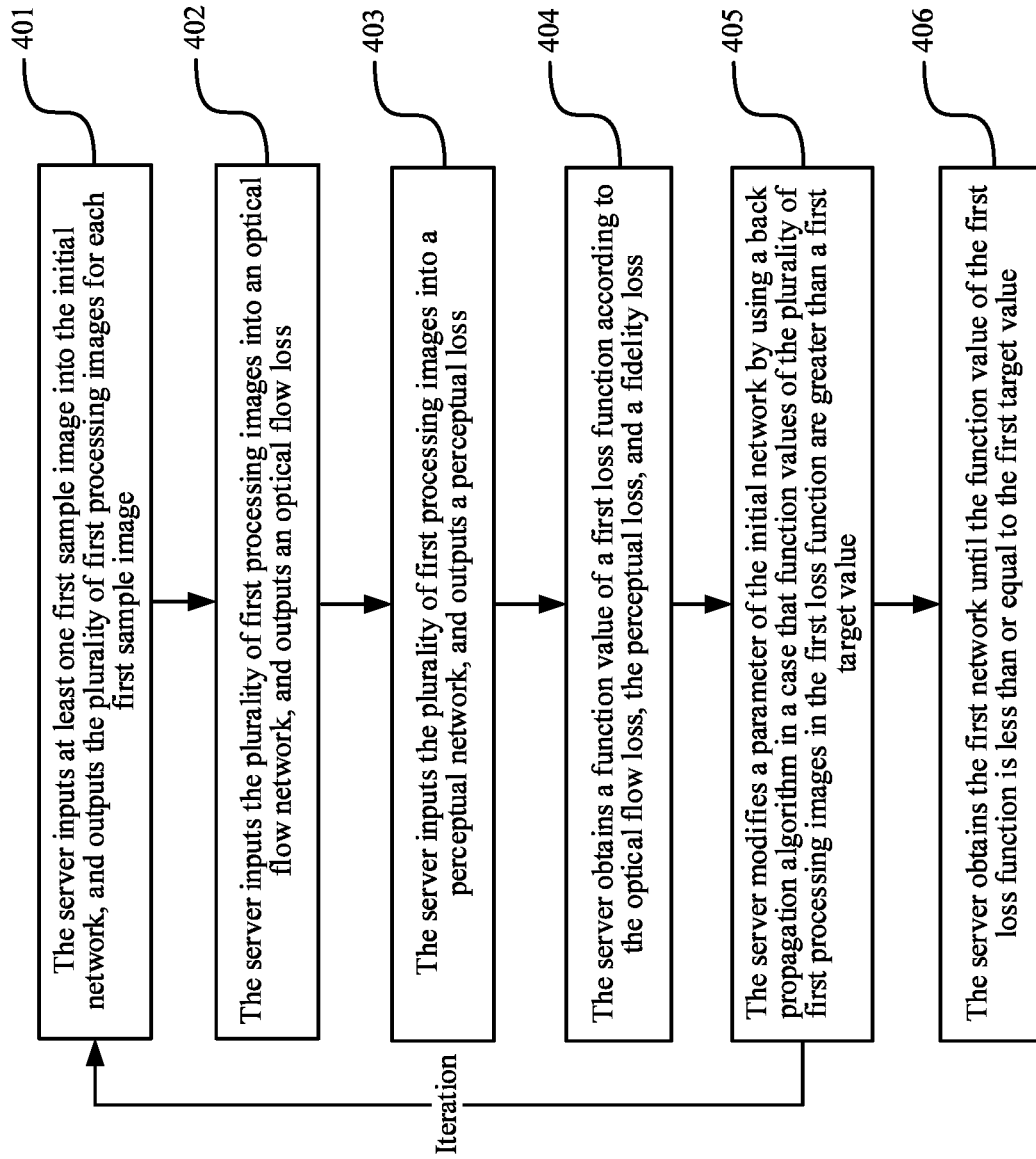 The server inputs at least one first sample image into the initial
network, and outputs the plurality of first processing images for each
first sample image
401
The server inputs the plurality of first processing images into an optical
flow network, and outputs an optical flow loss
402
The server inputs the plurality of first processing images into a
perceptual network, and outputs a perceptual loss
403
The server obtains a function value of a first loss function according to
the optical flow loss, the perceptual loss, and a fidelity loss
404
The server modifies a parameter of the initial network by using a back
propagation algorithm in a case that function values of the plurality of
first processing images in the first loss function are greater than a first
target value
405
Iteration
The server obtains the first network until the function value of the first
loss function is less than or equal to the first target value
406